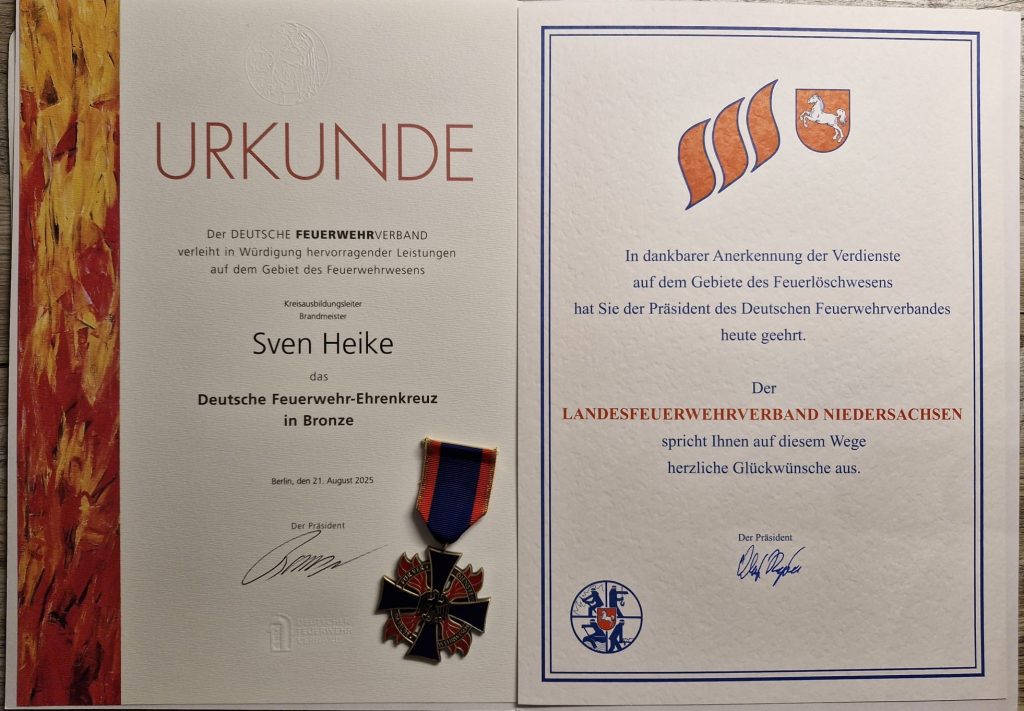 URKUNDE
Der DEUTSCHE FEUERWEHRVERBAND
verleiht in Würdigung hervorragender Leistungen
auf dem Gebiet des Feuerwehrwesens
Kreisausbildungsleiter
Brandmeister
Sven Heike
das
Deutsche Feuerwehr-Ehrenkreuz
in Bronze
Berlin, den 21. August 2025
Der Präsident
In dankbarer Anerkennung der Verdienste
auf dem Gebiete des Feuerlöschwesens
hat Sie der Präsident des Deutschen Feuerwehrverbandes
heute geehrt.
Der
LANDESFEUERWEHRVERBAND NIEDERSACHSEN
spricht Ihnen auf diesem Wege
herzliche Glückwünsche aus.
Der Präsident